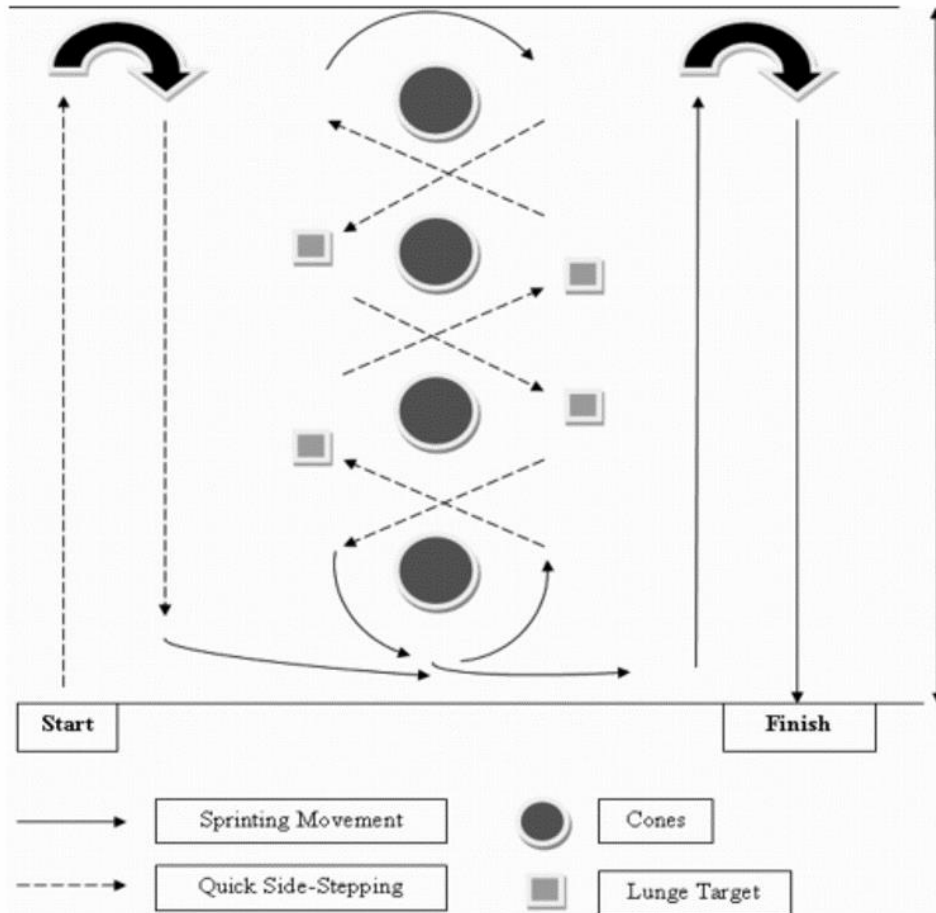 Start
Finish
Sprinting Movement
Cones
Quick Side-Stepping
Lunge Target